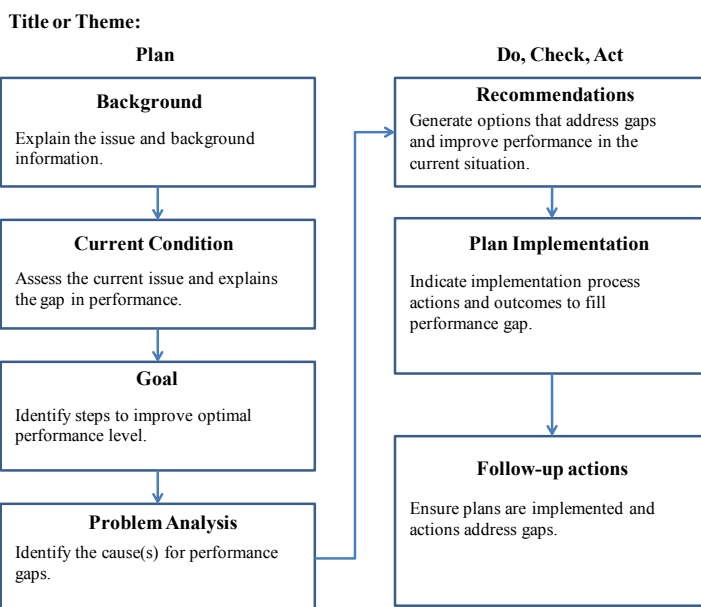 Title or Theme:
Plan
Background
Explain the issue and background
information.
Current Condition
Assess the current issue and explains
the gap in performance.
Goal
Identify steps to improve optimal
performance level.
Problem Analysis
Identify the cause(s) for performance
gaps.
Do, Check, Act
Recommendations
Generate options that address gaps
and improve performance in the
current situation.
Plan Implementation
Indicate implementation process
actions and outcomes to fill
performance gap.
Follow-up actions
Ensure plans are implemented and
actions address gaps.